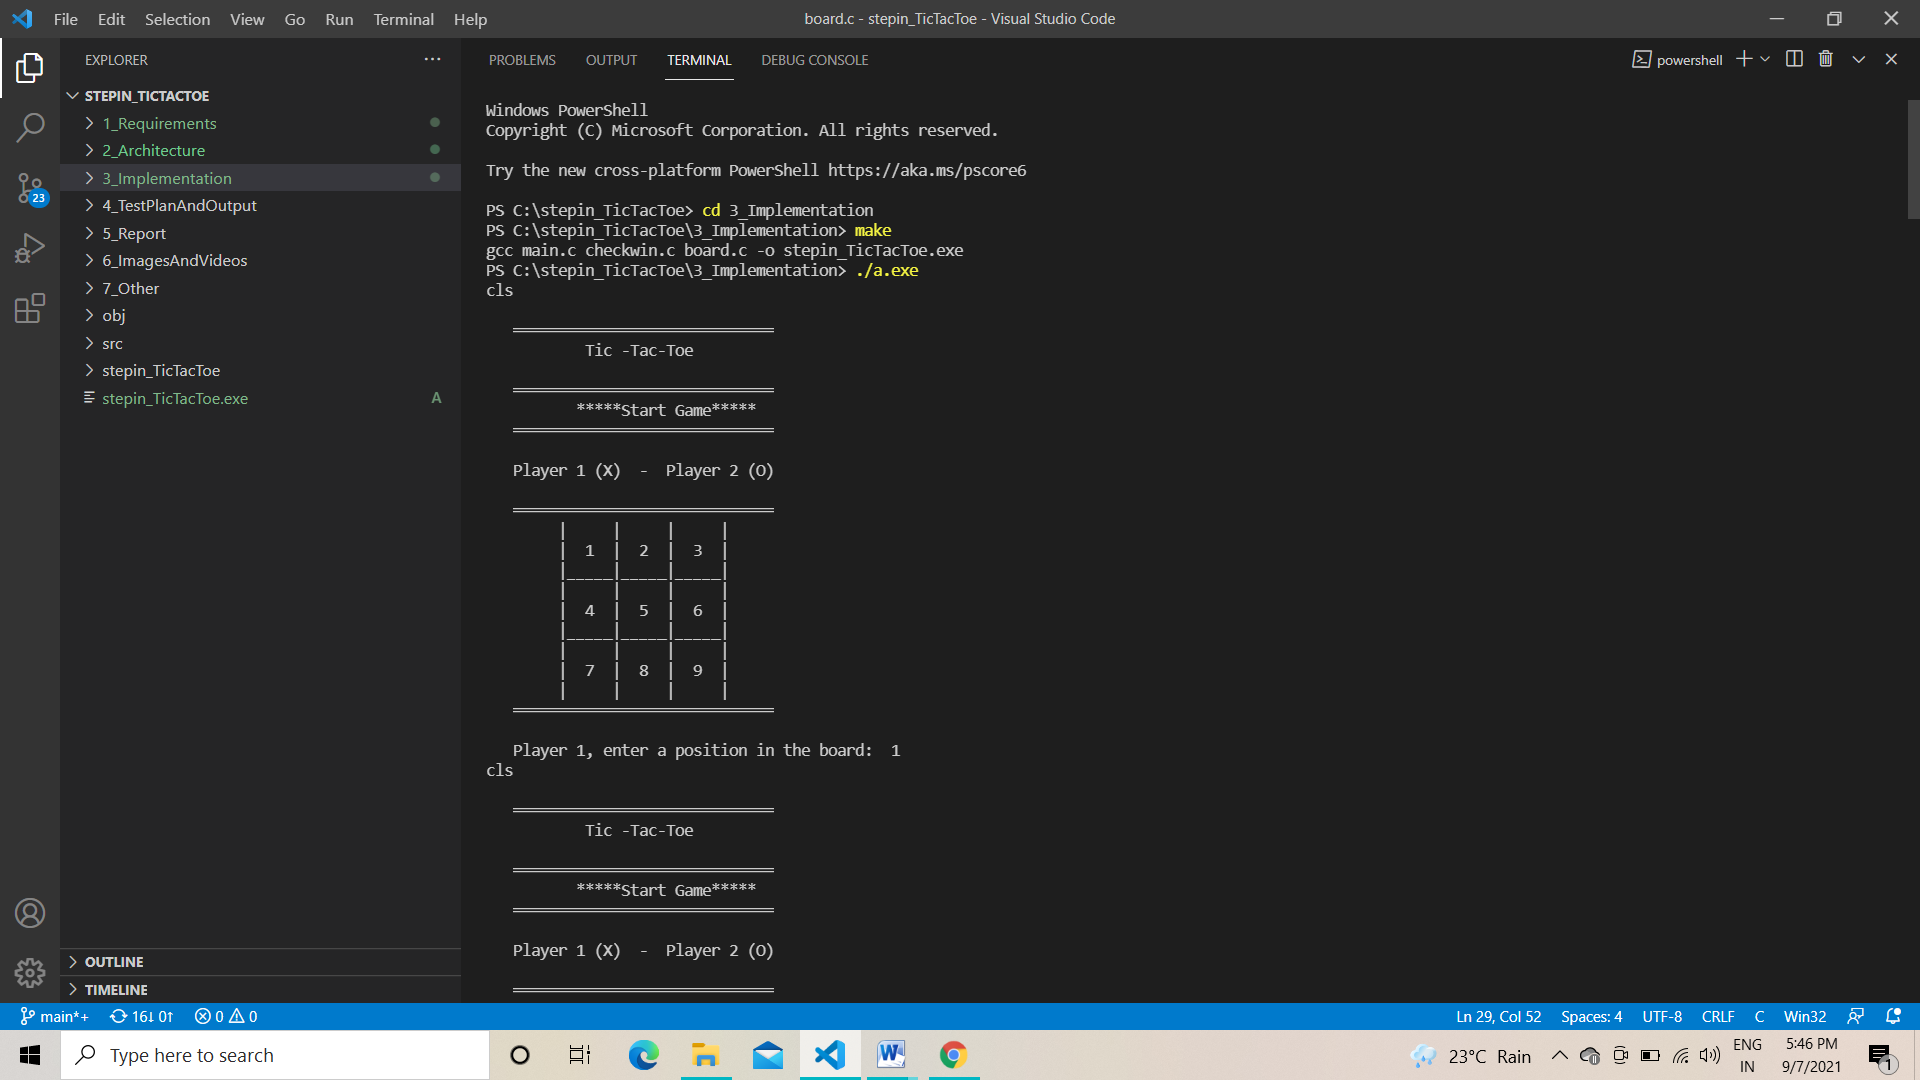 File Edit Selection View Go Run Terminal Help
board.c - stepin_TicTacToe - Visual Studio Code
EXPLORER
STEPIN_TICTACTOE
1_Requirements
2_Architecture
3_Implementation
4_TestPlanAndOutput
5_Report
6_ImagesAndVideos
7_Other
obj
src
stepin_TicTacToe
stepin_TicTacToe.exe A
OUTLINE
TIMELINE
23
PROBLEMS OUTPUT TERMINAL DEBUG CONSOLE
powershell
Windows PowerShell
Copyright (C) Microsoft Corporation. All rights reserved.
Try the new cross-platform PowerShell https://aka.ms/pscore6
PS C:\stepin_TicTacToe> cd 3_Implementation
PS C:\stepin_TicTacToe\3_Implementation> make
gcc main.c checkwin.c board.c -o stepin_TicTacToe.exe
PS C:\stepin_TicTacToe\3_Implementation> ./a.exe
cls
Tic -Tac-Toe
*****Start Game*****
Player 1 (X) - Player 2 (O)
1 | 2 | 3
4 | 5 | 6
7 | 8 | 9
Player 1, enter a position in the board: 1
cls
Tic -Tac-Toe
*****Start Game*****
Player 1 (X) - Player 2 (O)
main*+ 16↓ 0↑ 0 0
Ln 29, Col 52 Spaces: 4 UTF-8 CRLF C Win32
Type here to search
23°C Rain
ENG
IN
5:46 PM
9/7/2021
1